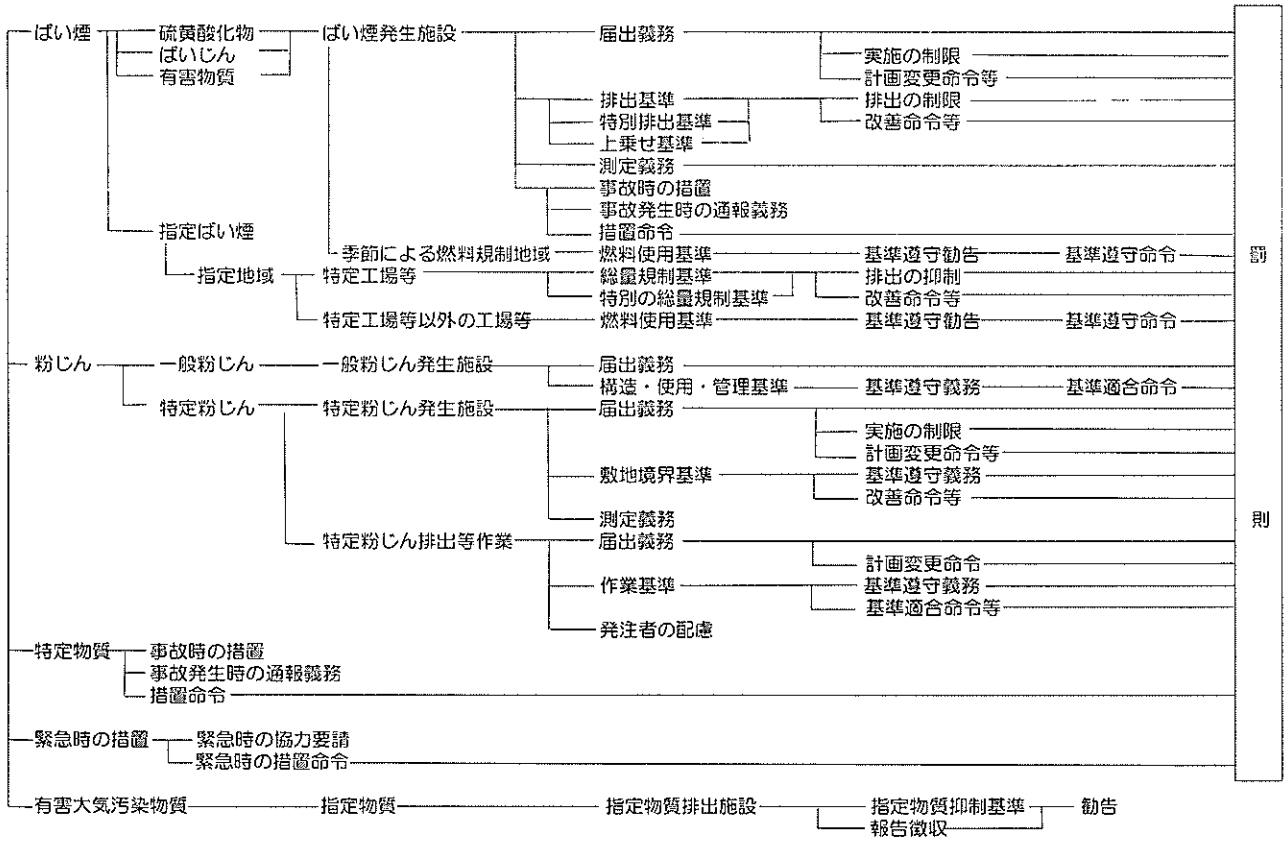 ばい煙 硫黄酸化物 ばい煙発生施設 届出義務
ばいじん 実施の制限
有害物質 計画変更命令等
排出基準 排出の制限
特別排出基準 改善命令等
上乗せ基準
測定義務
事故時の措置
指定ばい煙 事故発生時の通報義務
措置命令
季節による燃料規制地域 燃料使用基準 基準遵守勧告 基準遵守命令
指定地域 特定工場等 総量規制基準 排出の抑制
特別の総量規制基準 改善命令等
特定工場等以外の工場等 燃料使用基準 基準遵守勧告 基準遵守命令
粉じん 一般粉じん 一般粉じん発生施設 届出義務
構造・使用・管理基準 基準遵守義務 基準適合命令
特定粉じん 特定粉じん発生施設 届出義務
実施の制限
計画変更命令等
敷地境界基準 基準遵守義務
改善命令等
測定義務
特定粉じん排出等作業 届出義務
計画変更命令
作業基準 基準遵守義務
基準適合命令等
発注者の配慮
特定物質 事故時の措置
事故発生時の通報義務
措置命令
緊急時の措置 緊急時の協力要請
緊急時の措置命令
有害大気汚染物質 指定物質 指定物質排出施設 指定物質抑制基準 勧告
報告徴収
罰則